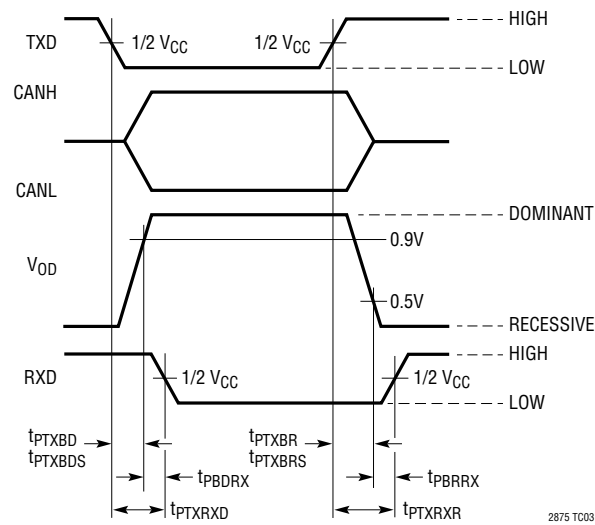 HIGH
TXD
1/2 VCC
1/2 VCC
LOW
CANH
CANL
DOMINANT
0.9V
VOD
0.5V
RECESSIVE
HIGH
RXD
1/2 VCC
1/2 VCC
LOW
tPTXBD
tPTXBDS
tPTXBR
tPTXBRS
tPBDRX
tPBRRX
tPTXRXD
tPTXRXR
2875 TC03